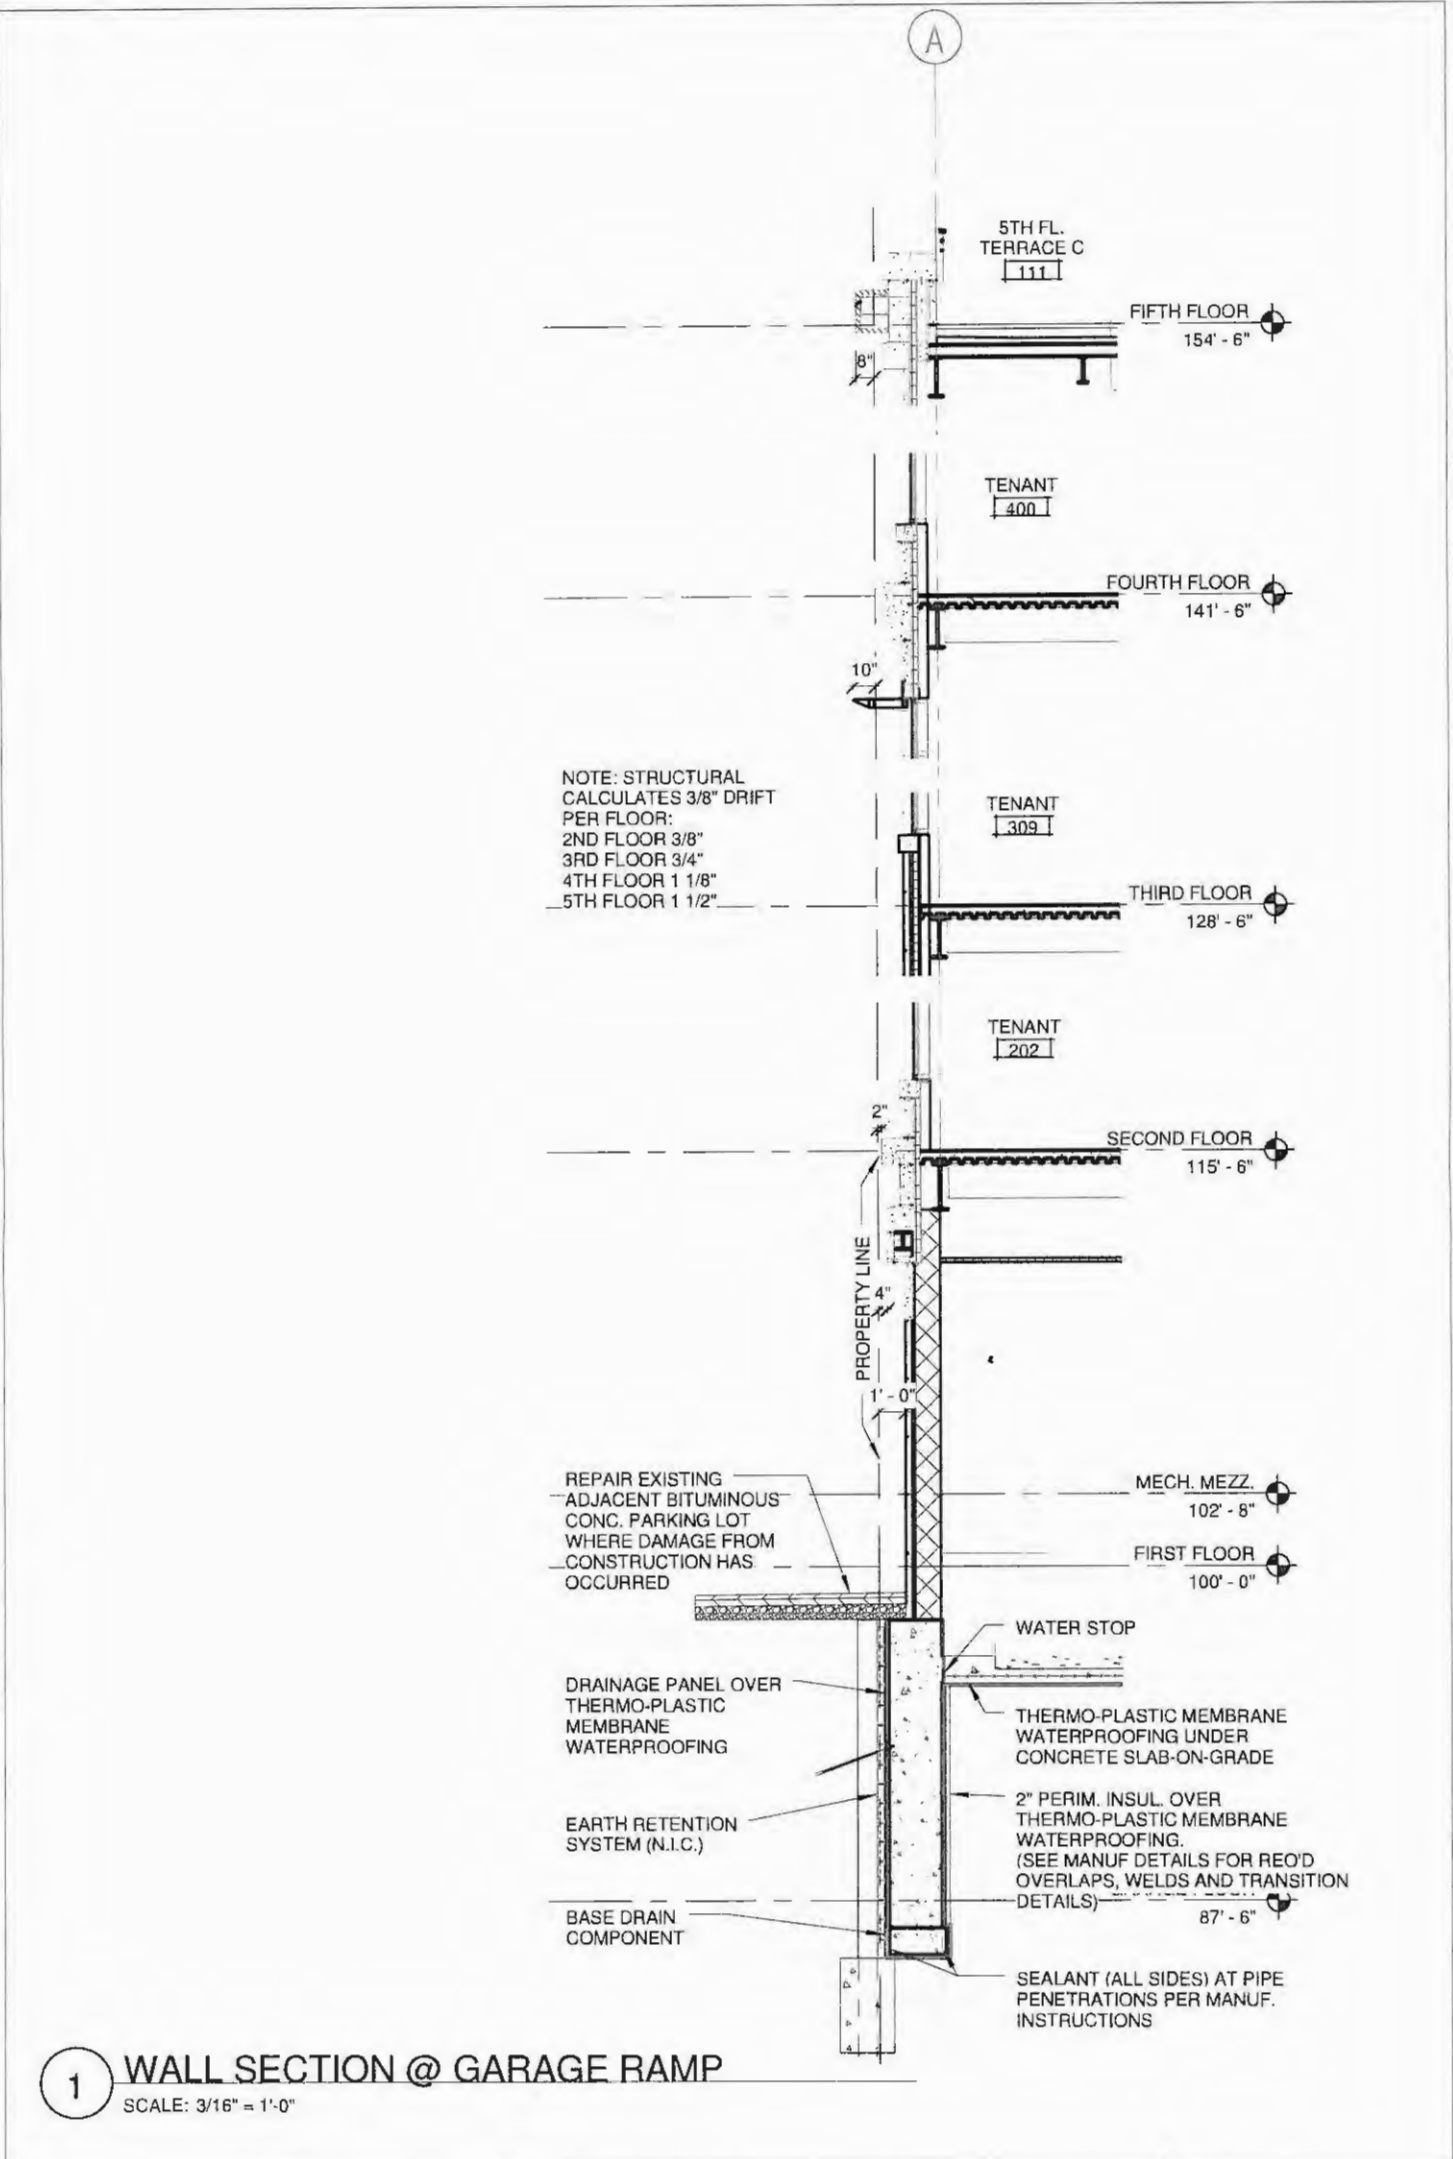 A
5TH FL.
TERRACE C
111
FIFTH FLOOR
154' - 6"
8"
TENANT
400
FOURTH FLOOR
141' - 6"
10"
NOTE: STRUCTURAL
CALCULATES 3/8" DRIFT
PER FLOOR:
2ND FLOOR 3/8"
3RD FLOOR 3/4"
4TH FLOOR 1 1/8"
5TH FLOOR 1 1/2"
TENANT
309
THIRD FLOOR
128' - 6"
TENANT
202
2"
SECOND FLOOR
115' - 6"
PROPERTY LINE
4"
1' - 0"
REPAIR EXISTING
ADJACENT BITUMINOUS
CONC. PARKING LOT
WHERE DAMAGE FROM
CONSTRUCTION HAS
OCCURRED
MECH. MEZZ.
102' - 8"
FIRST FLOOR
100' - 0"
WATER STOP
DRAINAGE PANEL OVER
THERMO-PLASTIC
MEMBRANE
WATERPROOFING
THERMO-PLASTIC MEMBRANE
WATERPROOFING UNDER
CONCRETE SLAB-ON-GRADE
EARTH RETENTION
SYSTEM (N.I.C.)
2" PERIM. INSUL. OVER
THERMO-PLASTIC MEMBRANE
WATERPROOFING.
(SEE MANUF DETAILS FOR REQ'D
OVERLAPS, WELDS AND TRANSITION
DETAILS)
87' - 6"
BASE DRAIN
COMPONENT
SEALANT (ALL SIDES) AT PIPE
PENETRATIONS PER MANUF.
INSTRUCTIONS
1
WALL SECTION @ GARAGE RAMP
SCALE: 3/16" = 1'-0"